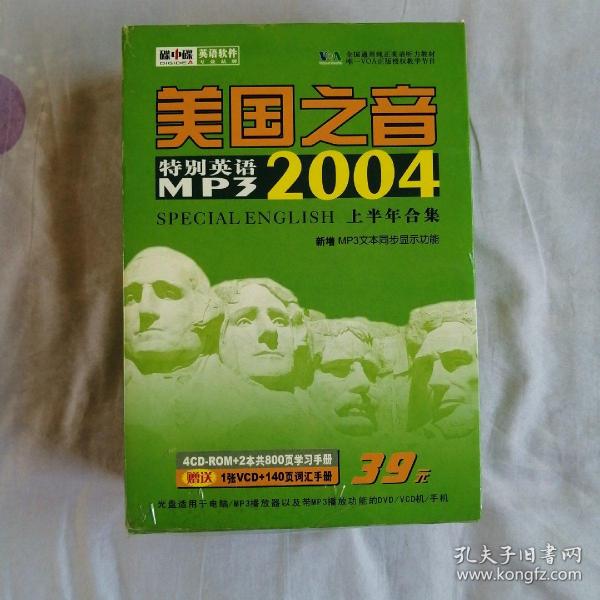 碟中碟 英语软件
DIGIDEA 专业品牌
VOA 全国通用纯正英语听力教材
唯一VOA正版授权教学节目
美国之音
特别英语
MP3 2004
SPECIAL ENGLISH 上半年合集
新增 MP3文本同步显示功能
4CD-ROM+2本共800页学习手册
赠送 1张VCD+140页词汇手册
39元
光盘适用于电脑/MP3播放器以及带MP3播放功能的DVD/VCD机/手机
孔夫子旧书网
www.kongfz.com